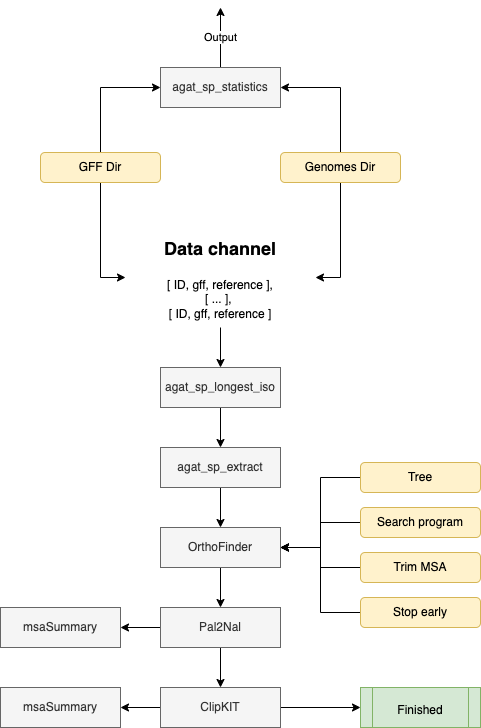 Output
agat_sp_statistics
GFF Dir
Genomes Dir
Data channel
[ ID, gff, reference ],
[ ... ],
[ ID, gff, reference ]
agat_sp_longest_iso
agat_sp_extract
Tree
Search program
OrthoFinder
Trim MSA
Stop early
msaSummary
Pal2Nal
msaSummary
ClipKIT
Finished